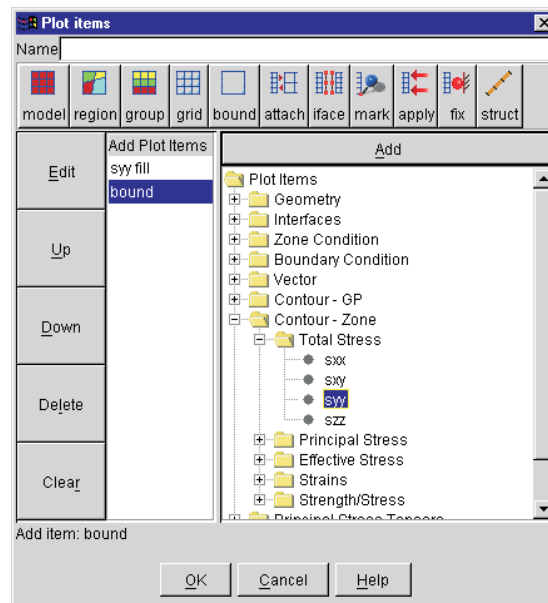 Plot items
Name
model region group grid bound attach iface mark apply fix struct
Edit
Up
Down
Delete
Clear
Add Plot Items
syy fill
bound
Add
Plot Items
Geometry
Interfaces
Zone Condition
Boundary Condition
Vector
Contour - GP
Contour - Zone
Total Stress
sxx
sxy
syy
szz
Principal Stress
Effective Stress
Strains
Strength/Stress
Principal Stress Tensors
Add item: bound
OK Cancel Help